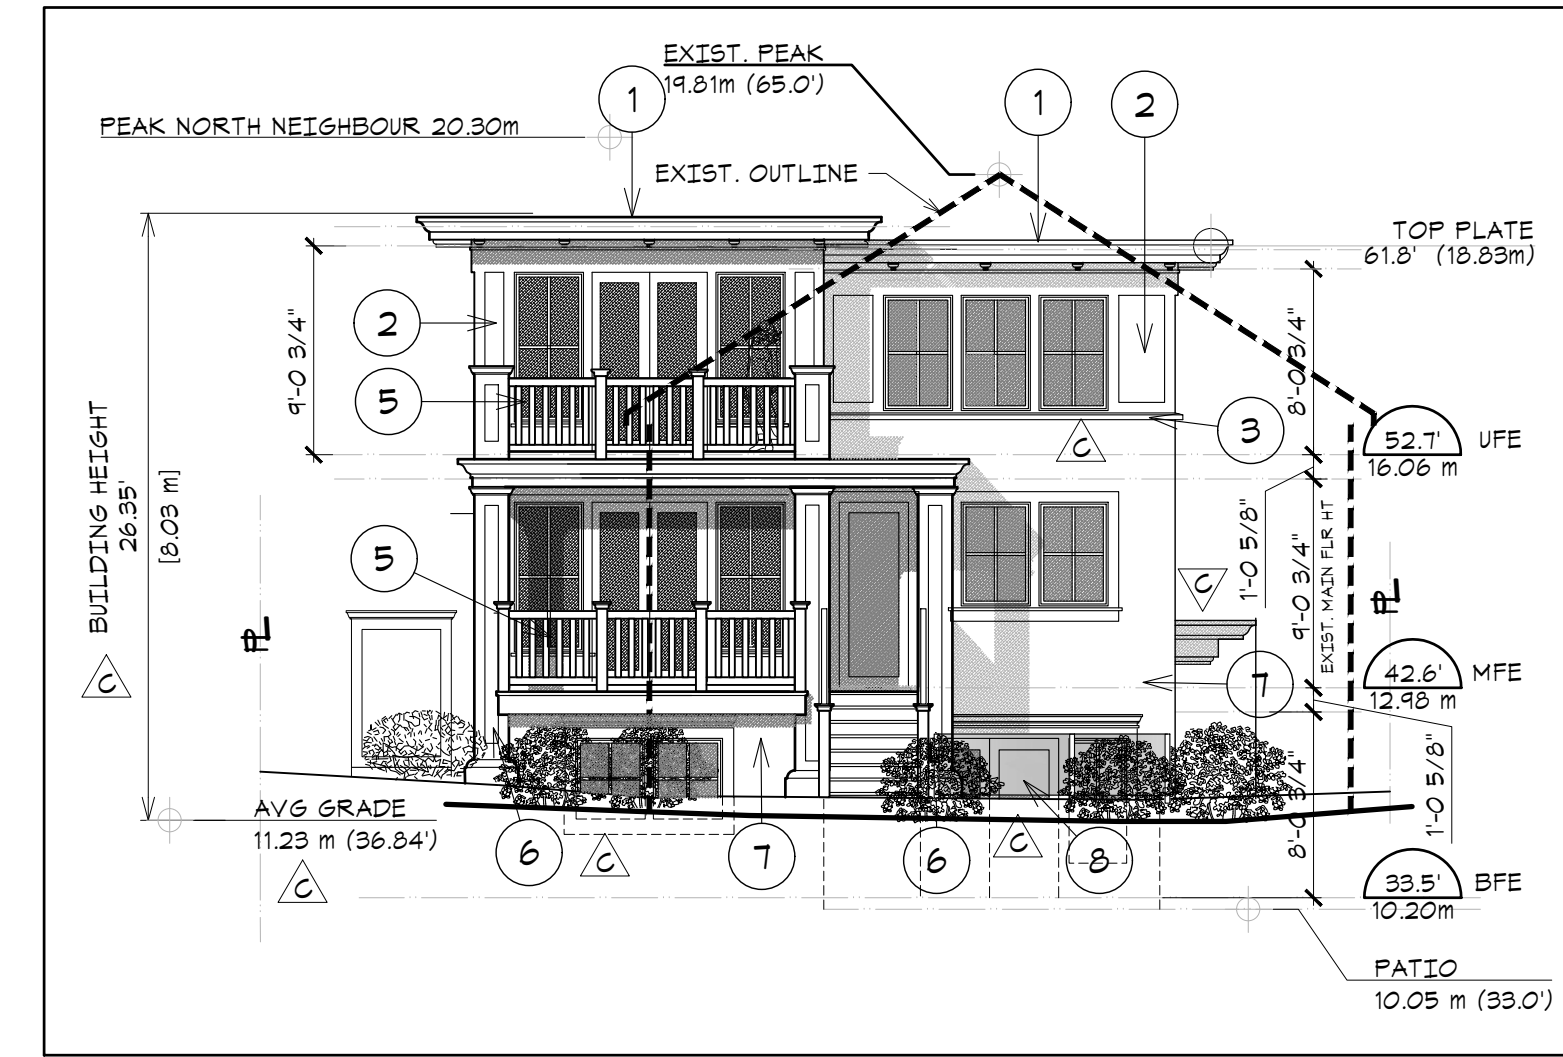 EXIST. PEAK
19.81m (65.0')
1
1
2
PEAK NORTH NEIGHBOUR 20.30m
EXIST. OUTLINE
TOP PLATE
61.8' (18.83m)
9'-0 3/4"
2
8'-0 3/4"
5
3
C
52.7'
UFE
16.06 m
BUILDING HEIGHT
26.35'
[8.03 m]
1'-0 5/8"
9'-0 3/4"
EXIST. MAIN FLR HT
5
C
PL
PL
C
7
42.6'
MFE
12.98 m
AVG GRADE
11.23 m (36.84')
C
6
C
7
6
C
8
8'-0 3/4"
1'-0 5/8"
33.5'
BFE
10.20m
PATIO
10.05 m (33.0')